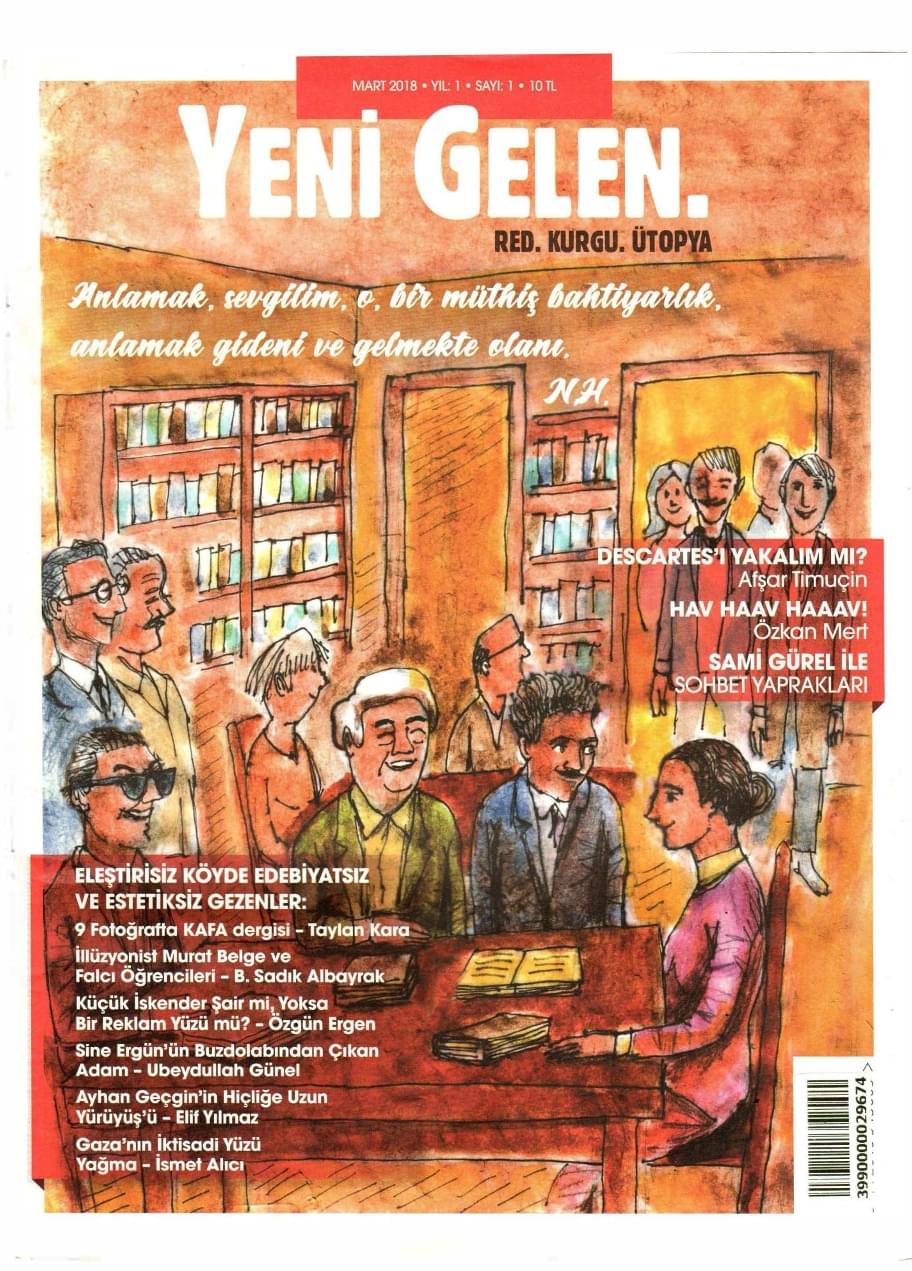 MART 2018 • YIL: 1 • SAYI: 1 • 10 TL
YENİ GELEN.
RED. KURGU. ÜTOPYA
Anlamak, sevgilim, o, bir müthiş bahtiyarlık,
anlamak gideni ve gelmekte olanı.
N.H.
DESCARTES'I YAKALIM MI?
Afşar Timuçin
HAV HAAV HAAAV!
Özkan Mert
SAMİ GÜREL İLE
SOHBET YAPRAKLARI
ELEŞTİRİSİZ KÖYDE EDEBİYATSIZ
VE ESTETİKSİZ GEZENLER:
9 Fotoğrafta KAFA dergisi – Taylan Kara
İllüzyonist Murat Belge ve
Falcı Öğrencileri – B. Sadık Albayrak
Küçük İskender Şair mi, Yoksa
Bir Reklam Yüzü mü? – Özgün Ergen
Sine Ergün'ün Buzdolabından Çıkan
Adam – Ubeydullah Günel
Ayhan Geçgin'in Hiçliğe Uzun
Yürüyüş'ü – Elif Yılmaz
Gaza'nın İktisadi Yüzü
Yağma – İsmet Alıcı
3990000029674